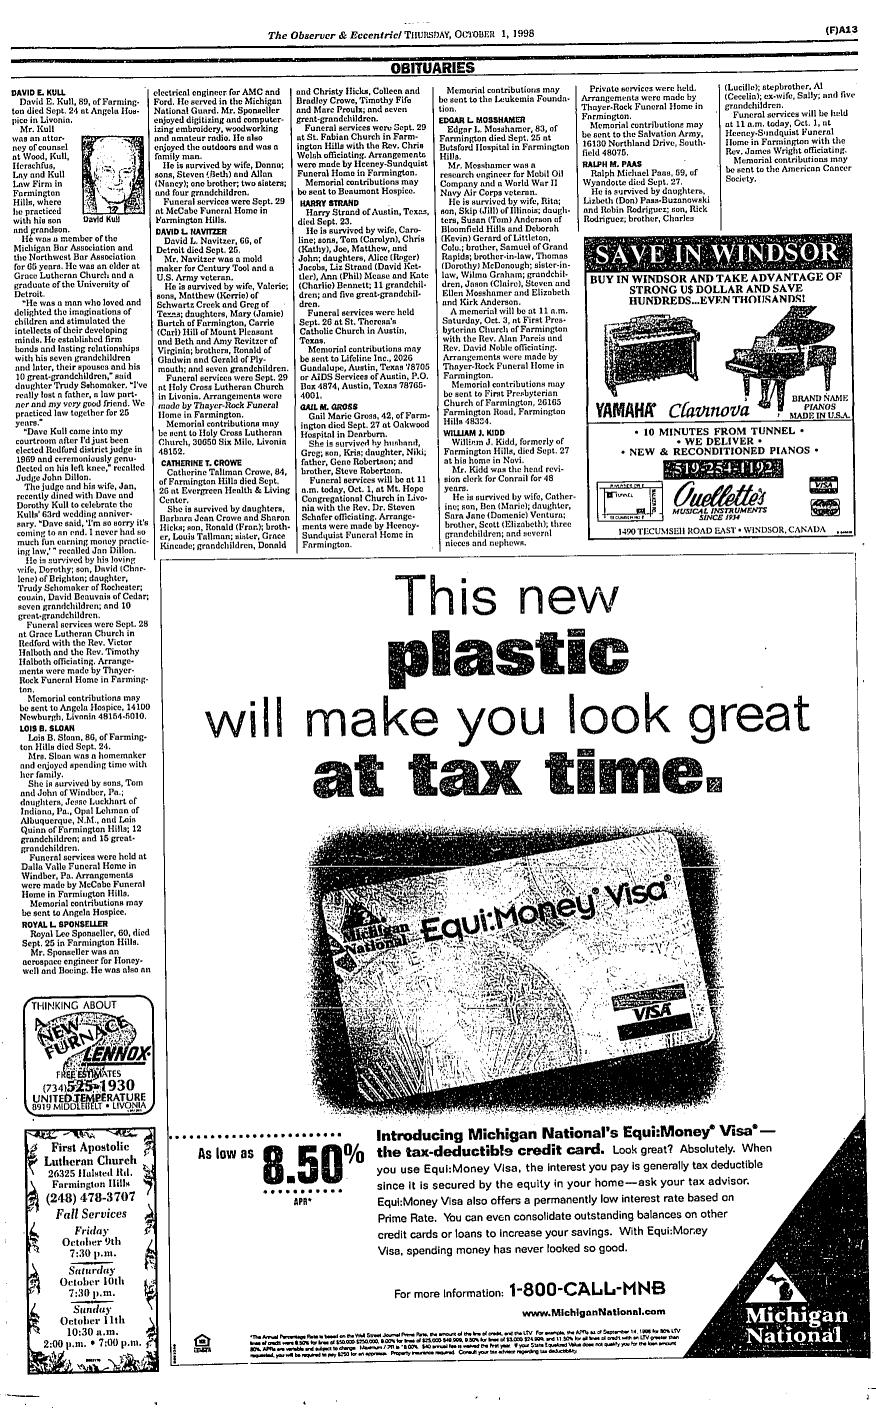 The Observer & Eccentric/ THURSDAY, OCTOBER 1, 1998
(F)A13
OBITUARIES
DAVID E. KULL
David E. Kull, 89, of Farming-
ton died Sept. 24 at Angela Hos-
pice in Livonia.
Mr. Kull
was an attor-
ney of counsel
at Wood, Kull,
Herschfus,
Lay and Kull
Law Firm in
Farmington
Hills, where
he practiced
with his son
and grandson.
David Kull
He was a member of the
Michigan Bar Association and
the Northwest Bar Association
for 65 years. He was an elder at
Grace Lutheran Church and a
graduate of the University of
Detroit.
"He was a man who loved and
delighted the imaginations of
children and stimulated the
intellects of their developing
minds. He established firm
bonds and lasting relationships
with his seven grandchildren
and later, their spouses and his
10 great-grandchildren," said
daughter Trudy Schomaker. "I've
really lost a father, a law part-
ner and my very good friend. We
practiced law together for 25
years."
"Dave Kull came into my
courtroom after I'd just been
elected Redford district judge in
1969 and ceremoniously genu-
flected on his left knee," recalled
Judge John Dillon.
The judge and his wife, Jan,
recently dined with Dave and
Dorothy Kull to celebrate the
Kulls' 63rd wedding anniver-
sary. "Dave said, 'I'm so sorry it's
coming to an end. I never had so
much fun earning money practic-
ing law,' " recalled Jan Dillon.
He is survived by his loving
wife, Dorothy; son, David (Char-
lene) of Brighton; daughter,
Trudy Schomaker of Rochester;
cousin, David Beauvais of Cedar;
seven grandchildren; and 10
great-grandchildren.
Funeral services were Sept. 28
at Grace Lutheran Church in
Redford with the Rev. Victor
Halboth and the Rev. Timothy
Halboth officiating. Arrange-
ments were made by Thayer-
Rock Funeral Home in Farming-
ton.
Memorial contributions may
be sent to Angela Hospice, 14100
Newburgh, Livonia 48154-5010.
LOIS B. SLOAN
Lois B. Sloan, 86, of Farming-
ton Hills died Sept. 24.
Mrs. Sloan was a homemaker
and enjoyed spending time with
her family.
She is survived by sons, Tom
and John of Windber, Pa.;
daughters, Jesse Luckhart of
Indiana, Pa., Opal Lehman of
Albuquerque, N.M., and Lois
Quinn of Farmington Hills; 12
grandchildren; and 15 great-
grandchildren.
Funeral services were held at
Dalla Valle Funeral Home in
Windber, Pa. Arrangements
were made by McCabe Funeral
Home in Farmington Hills.
Memorial contributions may
be sent to Angela Hospice.
ROYAL L. SPONSELLER
Royal Lee Sponseller, 60, died
Sept. 25 in Farmington Hills.
Mr. Sponseller was an
aerospace engineer for Honey-
well and Boeing. He was also an
electrical engineer for AMC and
Ford. He served in the Michigan
National Guard. Mr. Sponseller
enjoyed digitizing and computer-
izing embroidery, woodworking
and amateur radio. He also
enjoyed the outdoors and was a
family man.
He is survived by wife, Donna;
sons, Steven (Beth) and Allan
(Nancy); one brother; two sisters;
and four grandchildren.
Funeral services were Sept. 29
at McCabe Funeral Home in
Farmington Hills.
DAVID L. NAVITZER
David L. Navitzer, 66, of
Detroit died Sept. 25.
Mr. Navitzer was a mold
maker for Century Tool and a
U.S. Army veteran.
He is survived by wife, Valerie;
sons, Matthew (Kerrie) of
Schwartz Creek and Greg of
Texas; daughters, Mary (Jamie)
Burtch of Farmington, Carrie
(Carl) Hill of Mount Pleasant
and Beth and Amy Revitzer of
Virginia; brothers, Ronald of
Gladwin and Gerald of Ply-
mouth; and seven grandchildren.
Funeral services were Sept. 29
at Holy Cross Lutheran Church
in Livonia. Arrangements were
made by Thayer-Rock Funeral
Home in Farmington.
Memorial contributions may
be sent to Holy Cross Lutheran
Church, 30650 Six Mile, Livonia
48152.
CATHERINE T. CROWE
Catherine Tallman Crowe, 84,
of Farmington Hills died Sept.
26 at Evergreen Health & Living
Center.
She is survived by daughters,
Barbara Jean Crowe and Sharon
Hicks; son, Ronald (Fran); broth-
er, Louis Tallman; sister, Grace
Kincade; grandchildren, Donald
and Christy Hicks, Colleen and
Bradley Crowe, Timothy Fife
and Marc Proulx; and seven
great-grandchildren.
Funeral services were Sept. 29
at St. Fabian Church in Farm-
ington Hills with the Rev. Chris
Welsh officiating. Arrangements
were made by Heeney-Sundquist
Funeral Home in Farmington.
Memorial contributions may
be sent to Beaumont Hospice.
HARRY STRAND
Harry Strand of Austin, Texas,
died Sept. 23.
He is survived by wife, Caro-
line; sons, Tom (Carolyn), Chris
(Kathy), Joe, Matthew, and
John; daughters, Alice (Roger)
Jacobs, Liz Strand (David Ket-
tler), Ann (Phil) Mease and Kate
(Charlie) Bennett; 11 grandchil-
dren; and five great-grandchil-
dren.
Funeral services were held
Sept. 26 at St. Theresa's
Catholic Church in Austin,
Texas.
Memorial contributions may
be sent to Lifeline Inc., 2026
Guadalupe, Austin, Texas 78705
or AIDS Services of Austin, P.O.
Box 4874, Austin, Texas 78765-
4001.
GAIL M. GROSS
Gail Marie Gross, 42, of Farm-
ington died Sept. 27 at Oakwood
Hospital in Dearborn.
She is survived by husband,
Greg; son, Kris; daughter, Niki;
father, Gene Robertson; and
brother, Steve Robertson.
Funeral services will be at 11
a.m. today, Oct. 1, at Mt. Hope
Congregational Church in Livo-
nia with the Rev. Dr. Steven
Schafer officiating. Arrange-
ments were made by Heeney-
Sundquist Funeral Home in
Farmington.
Memorial contributions may
be sent to the Leukemia Founda-
tion.
EDGAR L. MOSSHAMER
Edgar L. Mosshamer, 83, of
Farmington died Sept. 25 at
Botsford Hospital in Farmington
Hills.
Mr. Mosshamer was a
research engineer for Mobil Oil
Company and a World War II
Navy Air Corps veteran.
He is survived by wife, Rita;
son, Skip (Jill) of Illinois; daugh-
ters, Susan (Tom) Anderson of
Bloomfield Hills and Deborah
(Kevin) Gerard of Littleton,
Colo.; brother, Samuel of Grand
Rapids; brother-in-law, Thomas
(Dorothy) McDonough; sister-in-
law, Wilma Graham; grandchil-
dren, Jason (Claire), Steven and
Ellen Mosshamer and Elizabeth
and Kirk Anderson.
A memorial will be at 11 a.m.
Saturday, Oct. 3, at First Pres-
byterian Church of Farmington
with the Rev. Alan Pareis and
Rev. David Noble officiating.
Arrangements were made by
Thayer-Rock Funeral Home in
Farmington.
Memorial contributions may
be sent to First Presbyterian
Church of Farmington, 26165
Farmington Road, Farmington
Hills 48334.
WILLIAM J. KIDD
William J. Kidd, formerly of
Farmington Hills, died Sept. 27
at his home in Novi.
Mr. Kidd was the head revi-
sion clerk for Conrail for 48
years.
He is survived by wife, Cather-
ine; son, Ben (Marie); daughter,
Sara Jane (Domenic) Ventura;
brother, Scott (Elizabeth); three
grandchildren; and several
nieces and nephews.
Private services were held.
Arrangements were made by
Thayer-Rock Funeral Home in
Farmington.
Memorial contributions may
be sent to the Salvation Army,
16130 Northland Drive, South-
field 48075.
RALPH M. PAAS
Ralph Michael Paas, 59, of
Wyandotte died Sept. 27.
He is survived by daughters,
Lizbeth (Don) Paas-Buzanowski
and Robin Rodriguez; son, Rick
Rodriguez; brother, Charles
(Lucille); stepbrother, Al
(Cecelia); ex-wife, Sally; and five
grandchildren.
Funeral services will be held
at 11 a.m. today, Oct. 1, at
Heeney-Sundquist Funeral
Home in Farmington with the
Rev. James Wright officiating.
Memorial contributions may
be sent to the American Cancer
Society.
SAVE IN WINDSOR
BUY IN WINDSOR AND TAKE ADVANTAGE OF
STRONG US DOLLAR AND SAVE
HUNDREDS...EVEN THOUSANDS!
YAMAHA Clavinova
BRAND NAME
PIANOS
MADE IN U.S.A.
• 10 MINUTES FROM TUNNEL •
• WE DELIVER •
• NEW & RECONDITIONED PIANOS •
519-254-1192
TUNNEL
Ouellette's
MUSICAL INSTRUMENTS
SINCE 1934
VISA
1490 TECUMSEH ROAD EAST • WINDSOR, CANADA
This new
plastic
will make you look great
at tax time.
Michigan
National
Equi:Money® Visa®
VISA
As low as
8.50%
APR*
Introducing Michigan National's Equi:Money® Visa®—
the tax-deductible credit card. Look great? Absolutely. When
you use Equi:Money Visa, the interest you pay is generally tax deductible
since it is secured by the equity in your home—ask your tax advisor.
Equi:Money Visa also offers a permanently low interest rate based on
Prime Rate. You can even consolidate outstanding balances on other
credit cards or loans to increase your savings. With Equi:Money
Visa, spending money has never looked so good.
For more information: 1-800-CALL-MNB
www.MichiganNational.com
Michigan
National
THINKING ABOUT
A
NEW
FURNACE
LENNOX
FREE ESTIMATES
(734)525-1930
UNITED TEMPERATURE
8919 MIDDLEBELT • LIVONIA
First Apostolic
Lutheran Church
26325 Halsted Rd.
Farmington Hills
(248) 478-3707
Fall Services
Friday
October 9th
7:30 p.m.
Saturday
October 10th
7:30 p.m.
Sunday
October 11th
10:30 a.m.
2:00 p.m. • 7:00 p.m.